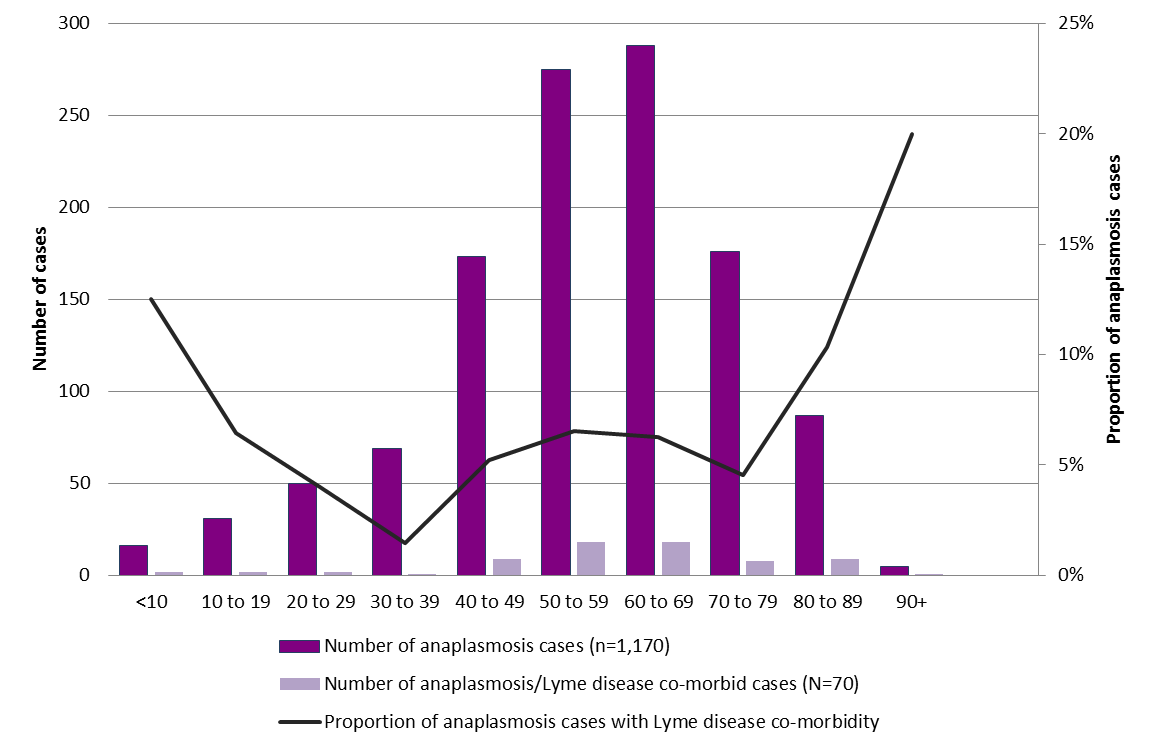 300
250
200
150
100
50
0
Number of cases
25%
20%
15%
10%
5%
0%
Proportion of anaplasmosis cases
<10 10 to 19 20 to 29 30 to 39 40 to 49 50 to 59 60 to 69 70 to 79 80 to 89 90+
Number of anaplasmosis cases (n=1,170)
Number of anaplasmosis/Lyme disease co-morbid cases (N=70)
Proportion of anaplasmosis cases with Lyme disease co-morbidity